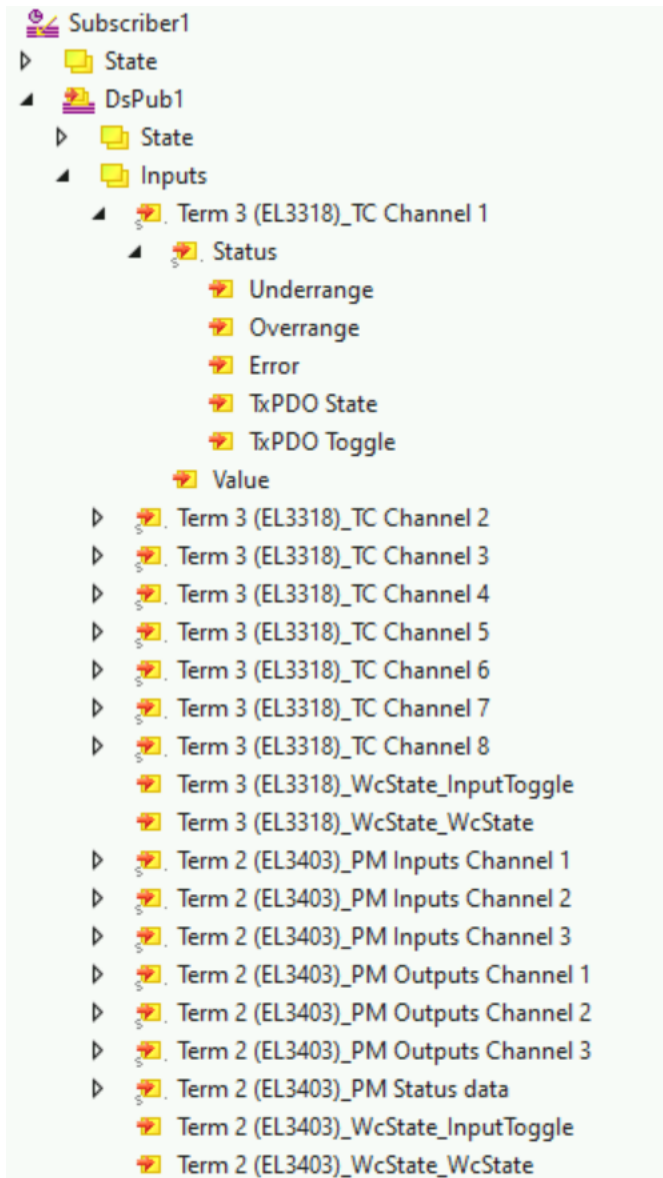 Subscriber1
State
DsPub1
State
Inputs
Term 3 (EL3318)_TC Channel 1
Status
Underrange
Overrange
Error
TxPDO State
TxPDO Toggle
Value
Term 3 (EL3318)_TC Channel 2
Term 3 (EL3318)_TC Channel 3
Term 3 (EL3318)_TC Channel 4
Term 3 (EL3318)_TC Channel 5
Term 3 (EL3318)_TC Channel 6
Term 3 (EL3318)_TC Channel 7
Term 3 (EL3318)_TC Channel 8
Term 3 (EL3318)_WcState_InputToggle
Term 3 (EL3318)_WcState_WcState
Term 2 (EL3403)_PM Inputs Channel 1
Term 2 (EL3403)_PM Inputs Channel 2
Term 2 (EL3403)_PM Inputs Channel 3
Term 2 (EL3403)_PM Outputs Channel 1
Term 2 (EL3403)_PM Outputs Channel 2
Term 2 (EL3403)_PM Outputs Channel 3
Term 2 (EL3403)_PM Status data
Term 2 (EL3403)_WcState_InputToggle
Term 2 (EL3403)_WcState_WcState